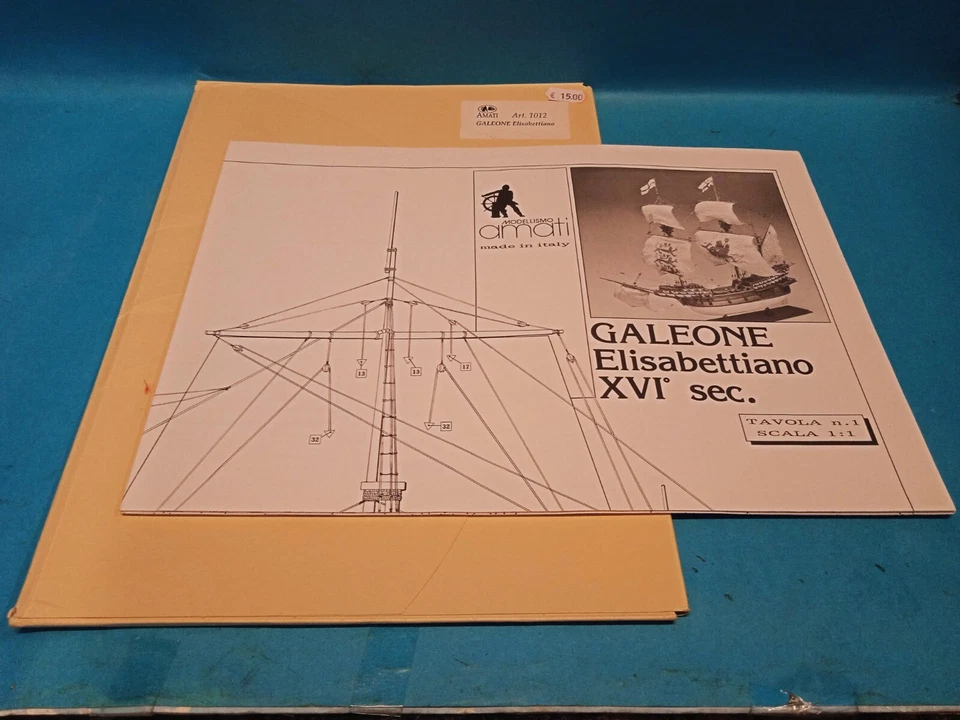 € 15.00
AMATI Art. 1012
GALEONE Elisabettiano
MODELLISMO
amati
made in italy
GALEONE
Elisabettiano
XVI° sec.
TAVOLA n.1
SCALA 1:1
13
13
17
32
32